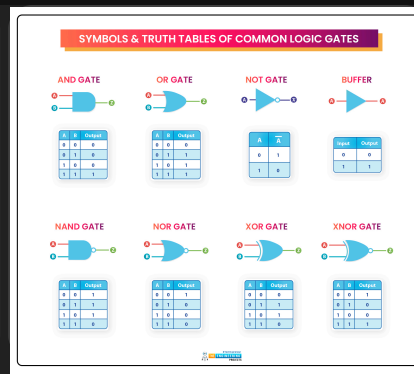 SYMBOLS & TRUTH TABLES OF COMMON LOGIC GATES
AND GATE
A
B
Z
A B Output
0 0 0
0 1 0
1 0 0
1 1 1
OR GATE
A
B
Z
A B Output
0 0 0
0 1 1
1 0 1
1 1 1
NOT GATE
A
A A̅
0 1
1 0
BUFFER
A A
Input Output
0 0
1 1
NAND GATE
A
B
Z
A B Output
0 0 1
0 1 1
1 0 1
1 1 0
NOR GATE
A
B
Z
A B Output
0 0 1
0 1 0
1 0 0
1 1 0
XOR GATE
A
B
Z
A B Output
0 0 0
0 1 1
1 0 1
1 1 0
XNOR GATE
A
B
Z
A B Output
0 0 1
0 1 0
1 0 0
1 1 1